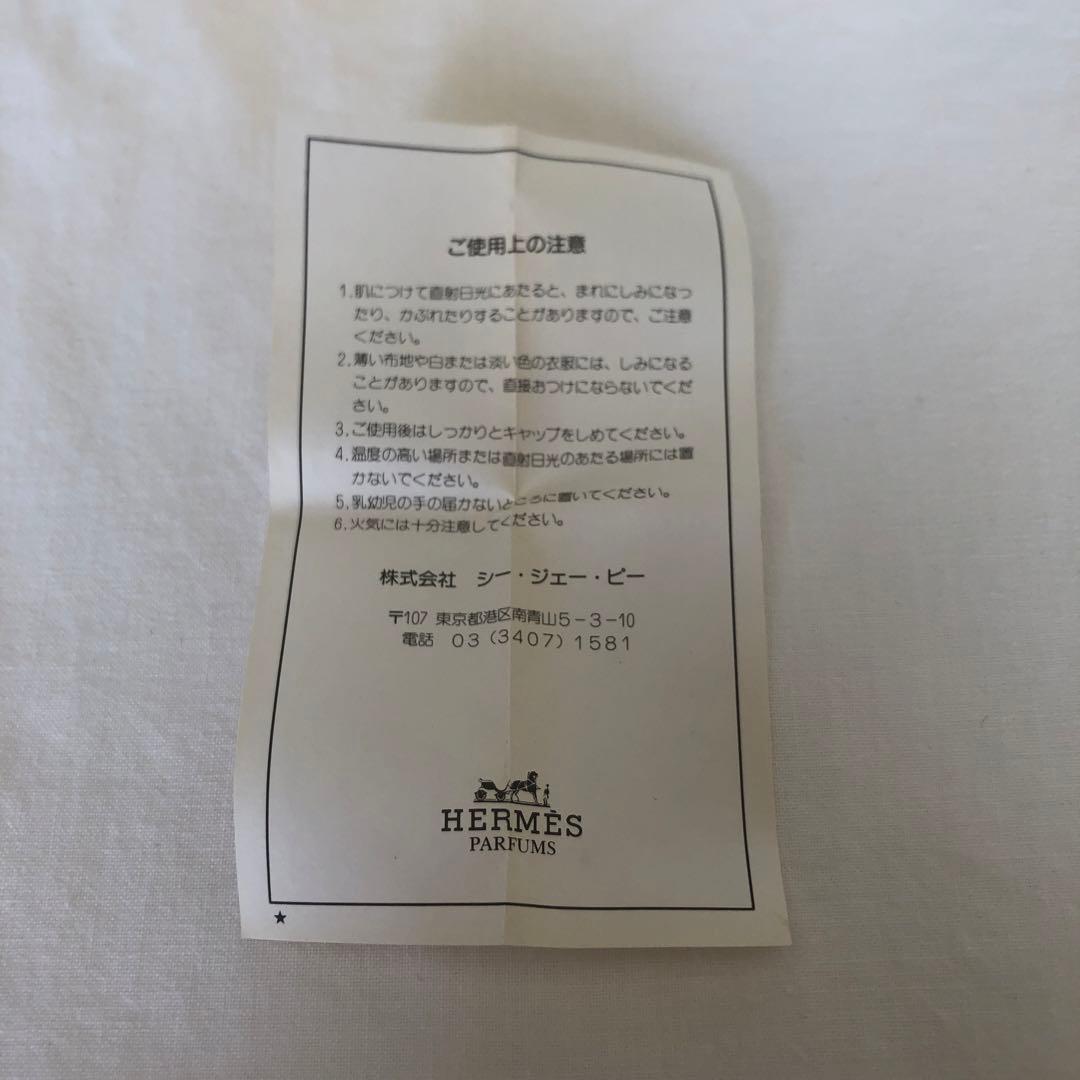 ご使用上の注意
1.肌につけて直射日光にあたると、まれにしみになっ
たり、かぶれたりすることがありますので、ご注意
ください。
2.薄い布地や白または淡い色の衣服には、しみになる
ことがありますので、直接おつけにならないでくだ
さい。
3.ご使用後はしっかりとキャップをしめてください。
4.温度の高い場所または直射日光のあたる場所には置
かないでください。
5.乳幼児の手の届かないところに置いてください。
6.火気には十分注意してください。
株式会社 シー・ジェー・ピー
〒107 東京都港区南青山5-3-10
電話 03(3407)1581
HERMÈS
PARFUMS
★